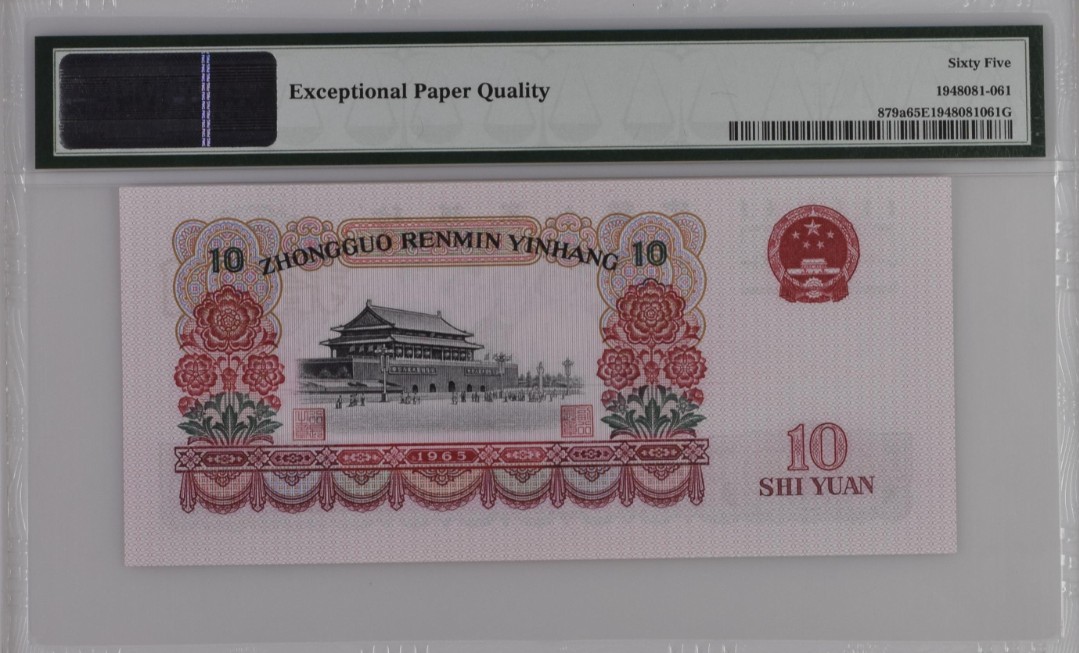 Exceptional Paper Quality
Sixty Five
1948081-061
879a65E1948081061G
10 ZHONGGUO RENMIN YINHANG 10
1965
10
SHI YUAN